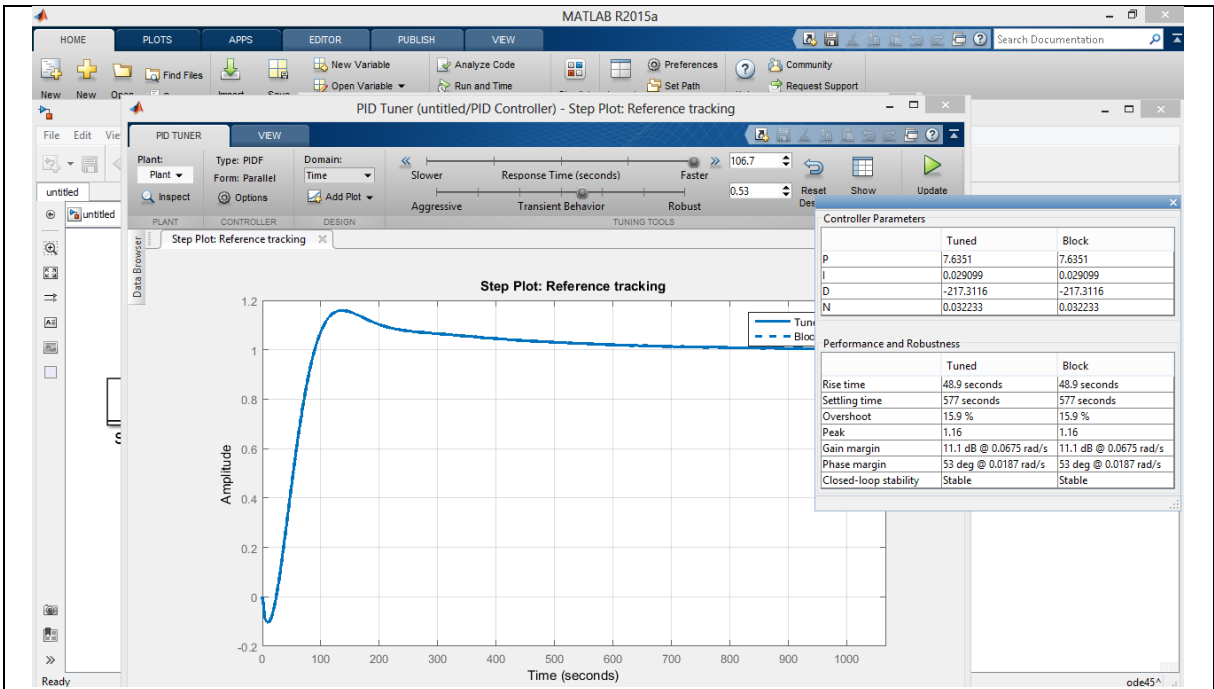 MATLAB R2015a
HOME PLOTS APPS EDITOR PUBLISH VIEW Search Documentation
New New Find Files New Variable Analyze Code Preferences Community
Open Variable Run and Time Set Path Request Support
PID Tuner (untitled/PID Controller) - Step Plot: Reference tracking
File Edit
PID TUNER VIEW
Plant: Type: PIDF Domain: 106.7
Plant Form: Parallel Time Slower Response Time (seconds) Faster
Inspect Options Add Plot 0.53 Reset Show Update
Aggressive Transient Behavior Robust
PLANT CONTROLLER DESIGN TUNING TOOLS
untitled
untitled
Data Browser
Step Plot: Reference tracking
Controller Parameters
Tuned Block
P 7.6351 7.6351
I 0.029099 0.029099
D -217.3116 -217.3116
N 0.032233 0.032233
Performance and Robustness
Tuned Block
Rise time 48.9 seconds 48.9 seconds
Settling time 577 seconds 577 seconds
Overshoot 15.9 % 15.9 %
Peak 1.16 1.16
Gain margin 11.1 dB @ 0.0675 rad/s 11.1 dB @ 0.0675 rad/s
Phase margin 53 deg @ 0.0187 rad/s 53 deg @ 0.0187 rad/s
Closed-loop stability Stable Stable
Step Plot: Reference tracking
Amplitude
1.2
1
0.8
0.6
0.4
0.2
0
-0.2
0 100 200 300 400 500 600 700 800 900 1000
Time (seconds)
Ready ode45